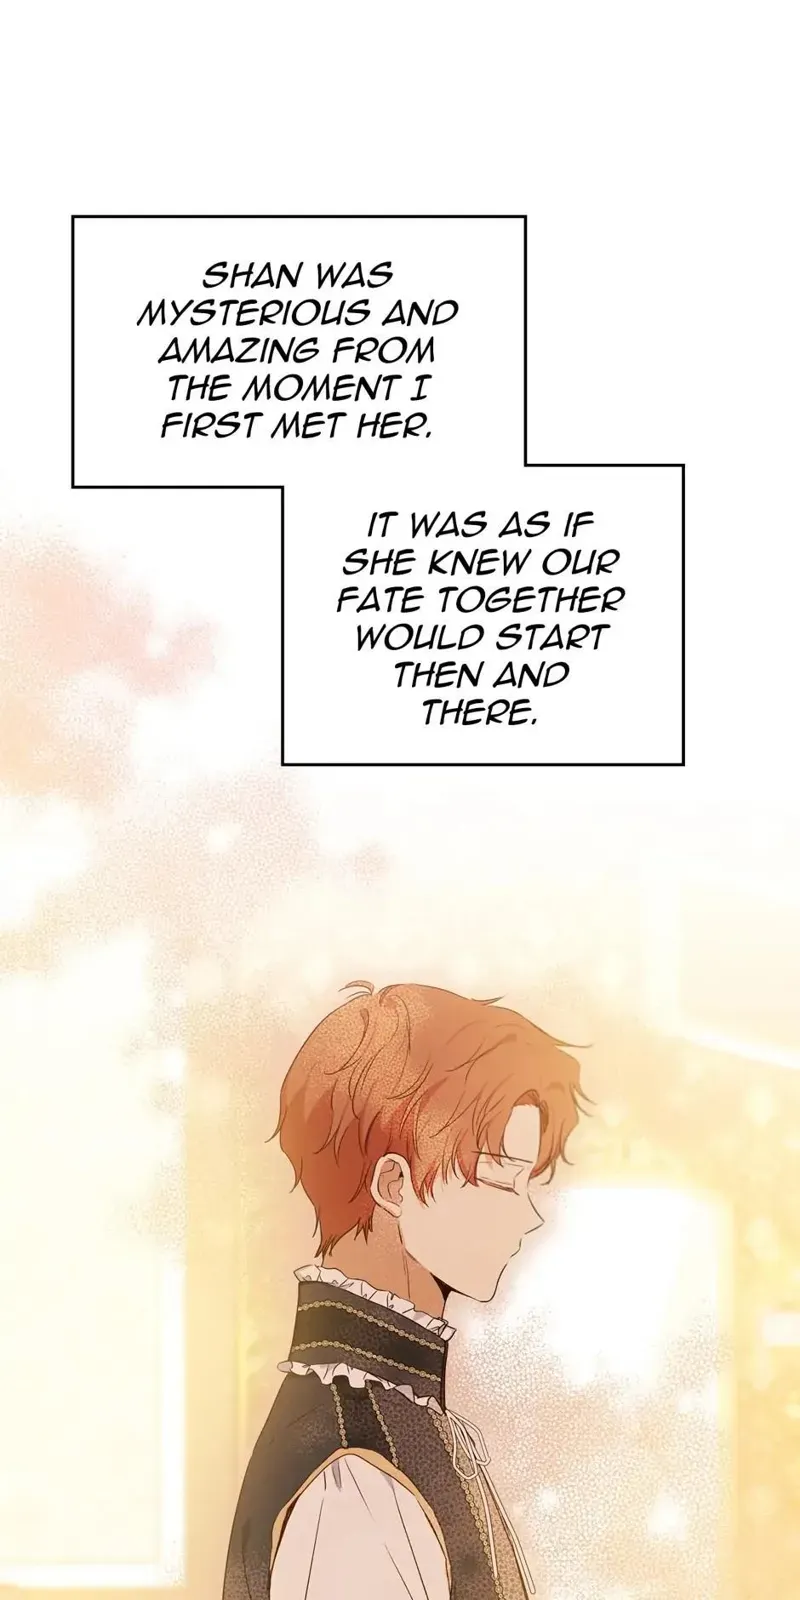 SHAN WAS
MYSTERIOUS AND
AMAZING FROM
THE MOMENT I
FIRST MET HER.
IT WAS AS IF
SHE KNEW OUR
FATE TOGETHER
WOULD START
THEN AND
THERE.